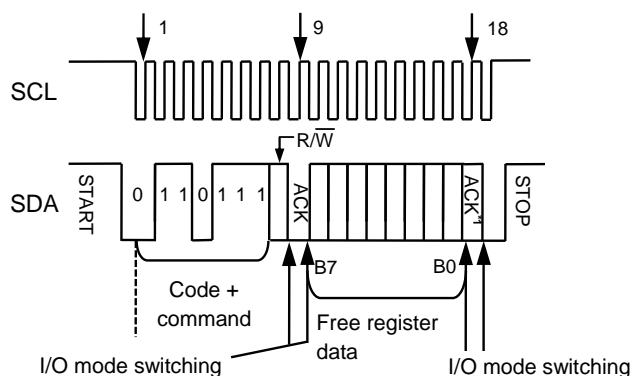 1 9 18
SCL
R/W̅
SDA
START
0 1 1 0 1 1 1
ACK
ACK*1
STOP
B7 B0
Code +
command
Free register
data
I/O mode switching
I/O mode switching